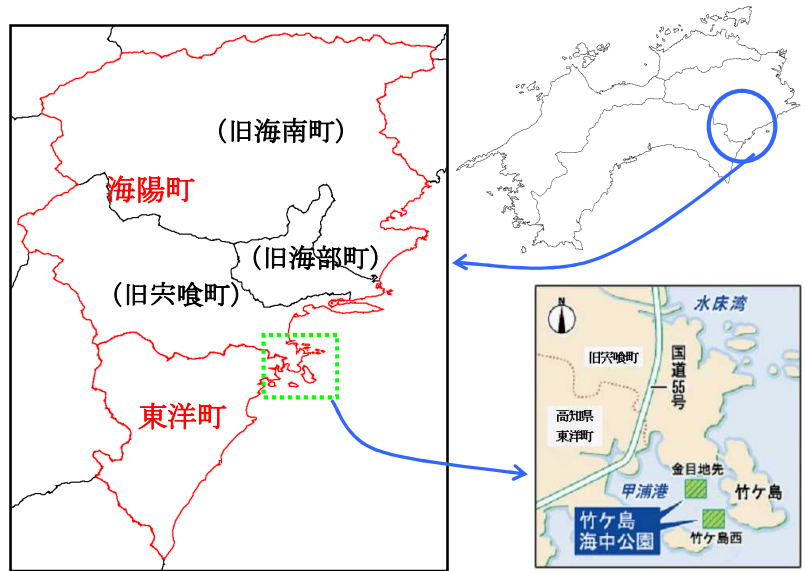 (旧海南町)
海陽町
(旧海部町)
(旧宍喰町)
東洋町
N
水床湾
旧宍喰町
国道55号
高知県
東洋町
金目地先
甲浦港
竹ケ島
竹ケ島
海中公園
竹ケ島西